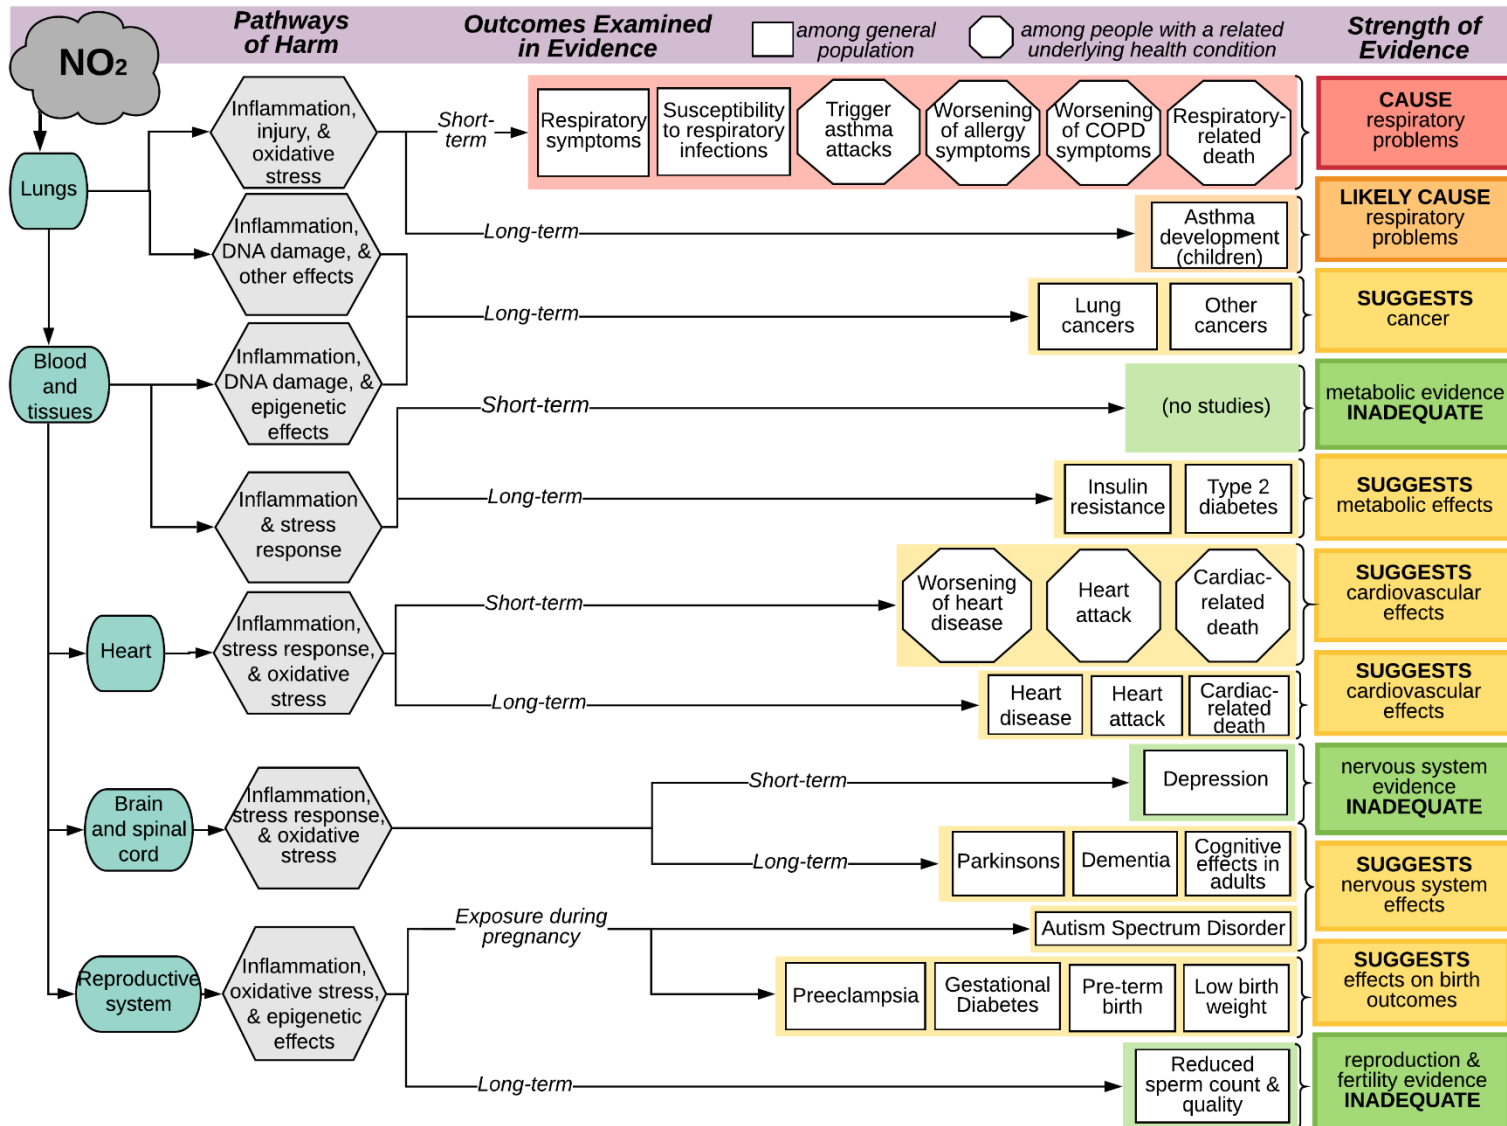 NO2
Pathways
of Harm
Outcomes Examined
in Evidence
among general
population
among people with a related
underlying health condition
Strength of
Evidence
Lungs
Inflammation,
injury, &
oxidative
stress
Short-
term
Respiratory
symptoms
Susceptibility
to respiratory
infections
Trigger
asthma
attacks
Worsening
of allergy
symptoms
Worsening
of COPD
symptoms
Respiratory-
related
death
CAUSE
respiratory
problems
Inflammation,
DNA damage, &
other effects
Long-term
Asthma
development
(children)
LIKELY CAUSE
respiratory
problems
Long-term
Lung
cancers
Other
cancers
SUGGESTS
cancer
Blood
and
tissues
Inflammation,
DNA damage, &
epigenetic
effects
Short-term
(no studies)
metabolic evidence
INADEQUATE
Inflammation
& stress
response
Long-term
Insulin
resistance
Type 2
diabetes
SUGGESTS
metabolic effects
Heart
Inflammation,
stress response,
& oxidative
stress
Short-term
Worsening
of heart
disease
Heart
attack
Cardiac-
related
death
SUGGESTS
cardiovascular
effects
Long-term
Heart
disease
Heart
attack
Cardiac-
related
death
SUGGESTS
cardiovascular
effects
Brain
and spinal
cord
Inflammation,
stress response,
& oxidative
stress
Short-term
Depression
nervous system
evidence
INADEQUATE
Long-term
Parkinsons
Dementia
Cognitive
effects in
adults
SUGGESTS
nervous system
effects
Reproductive
system
Inflammation,
oxidative stress,
& epigenetic
effects
Exposure during
pregnancy
Autism Spectrum Disorder
Preeclampsia
Gestational
Diabetes
Pre-term
birth
Low birth
weight
SUGGESTS
effects on birth
outcomes
Long-term
Reduced
sperm count &
quality
reproduction &
fertility evidence
INADEQUATE